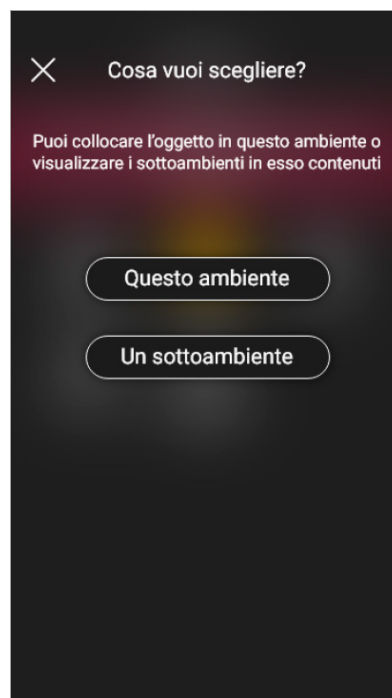 Cosa vuoi scegliere?
Puoi collocare l'oggetto in questo ambiente o
visualizzare i sottoambienti in esso contenuti
Questo ambiente
Un sottoambiente